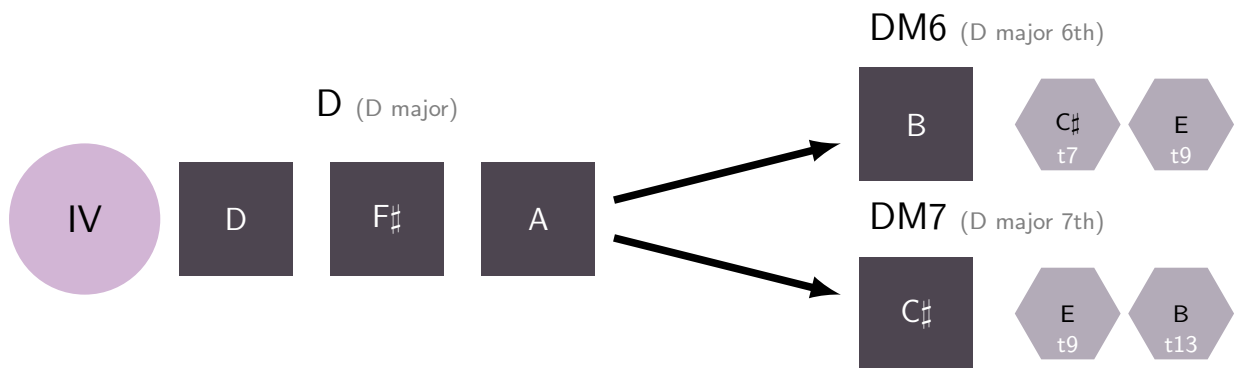 DM6 (D major 6th)
B
C♯
t7
E
t9
D (D major)
IV
D
F♯
A
DM7 (D major 7th)
C♯
E
t9
B
t13